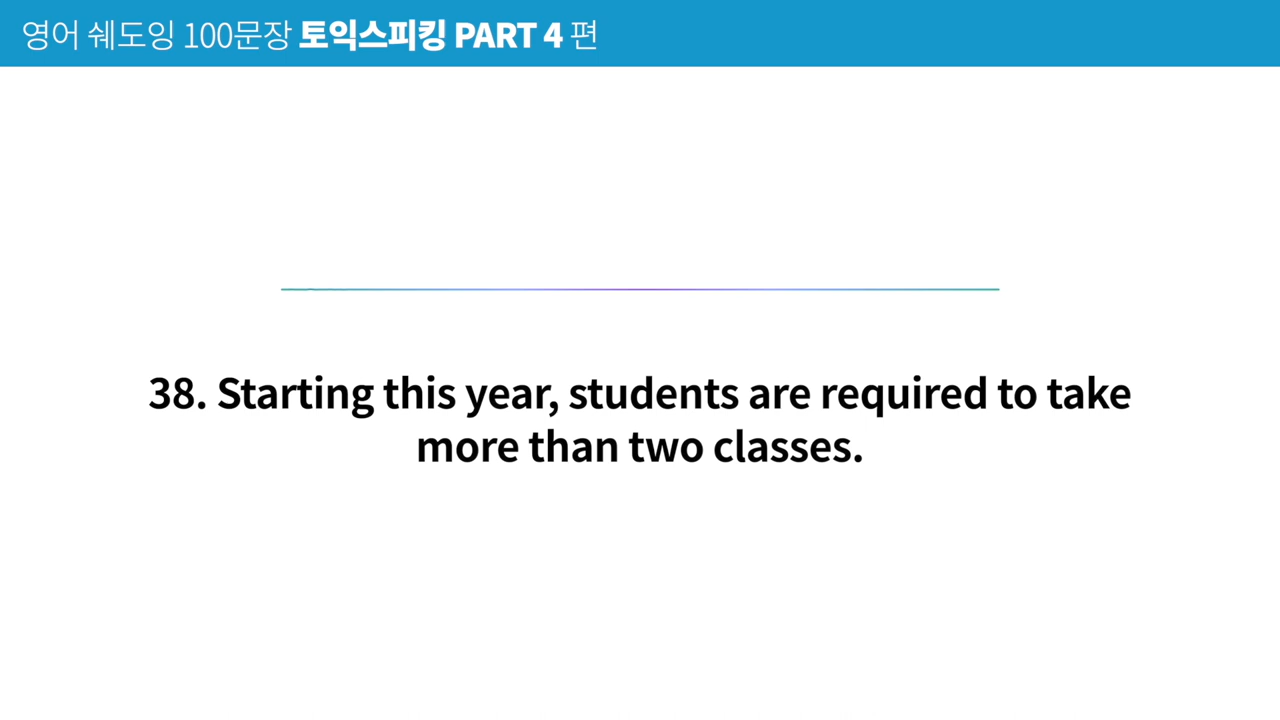 영어 쉐도잉 100문장 토익스피킹 PART 4 편
38. Starting this year, students are required to take
more than two classes.